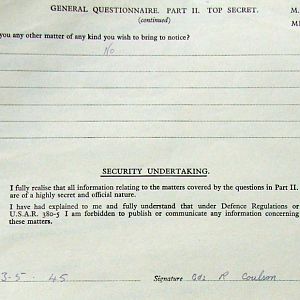 GENERAL QUESTIONNAIRE. PART II. TOP SECRET. M.
(continued) MI
you any other matter of any kind you wish to bring to notice?
No
SECURITY UNDERTAKING.
I fully realise that all information relating to the matters covered by the questions in Part II.
are of a highly secret and official nature.
I have had explained to me and fully understand that under Defence Regulations or
U.S.A.R. 380-5 I am forbidden to publish or communicate any information concerning
these matters.
3-5-45 Signature R Coulson